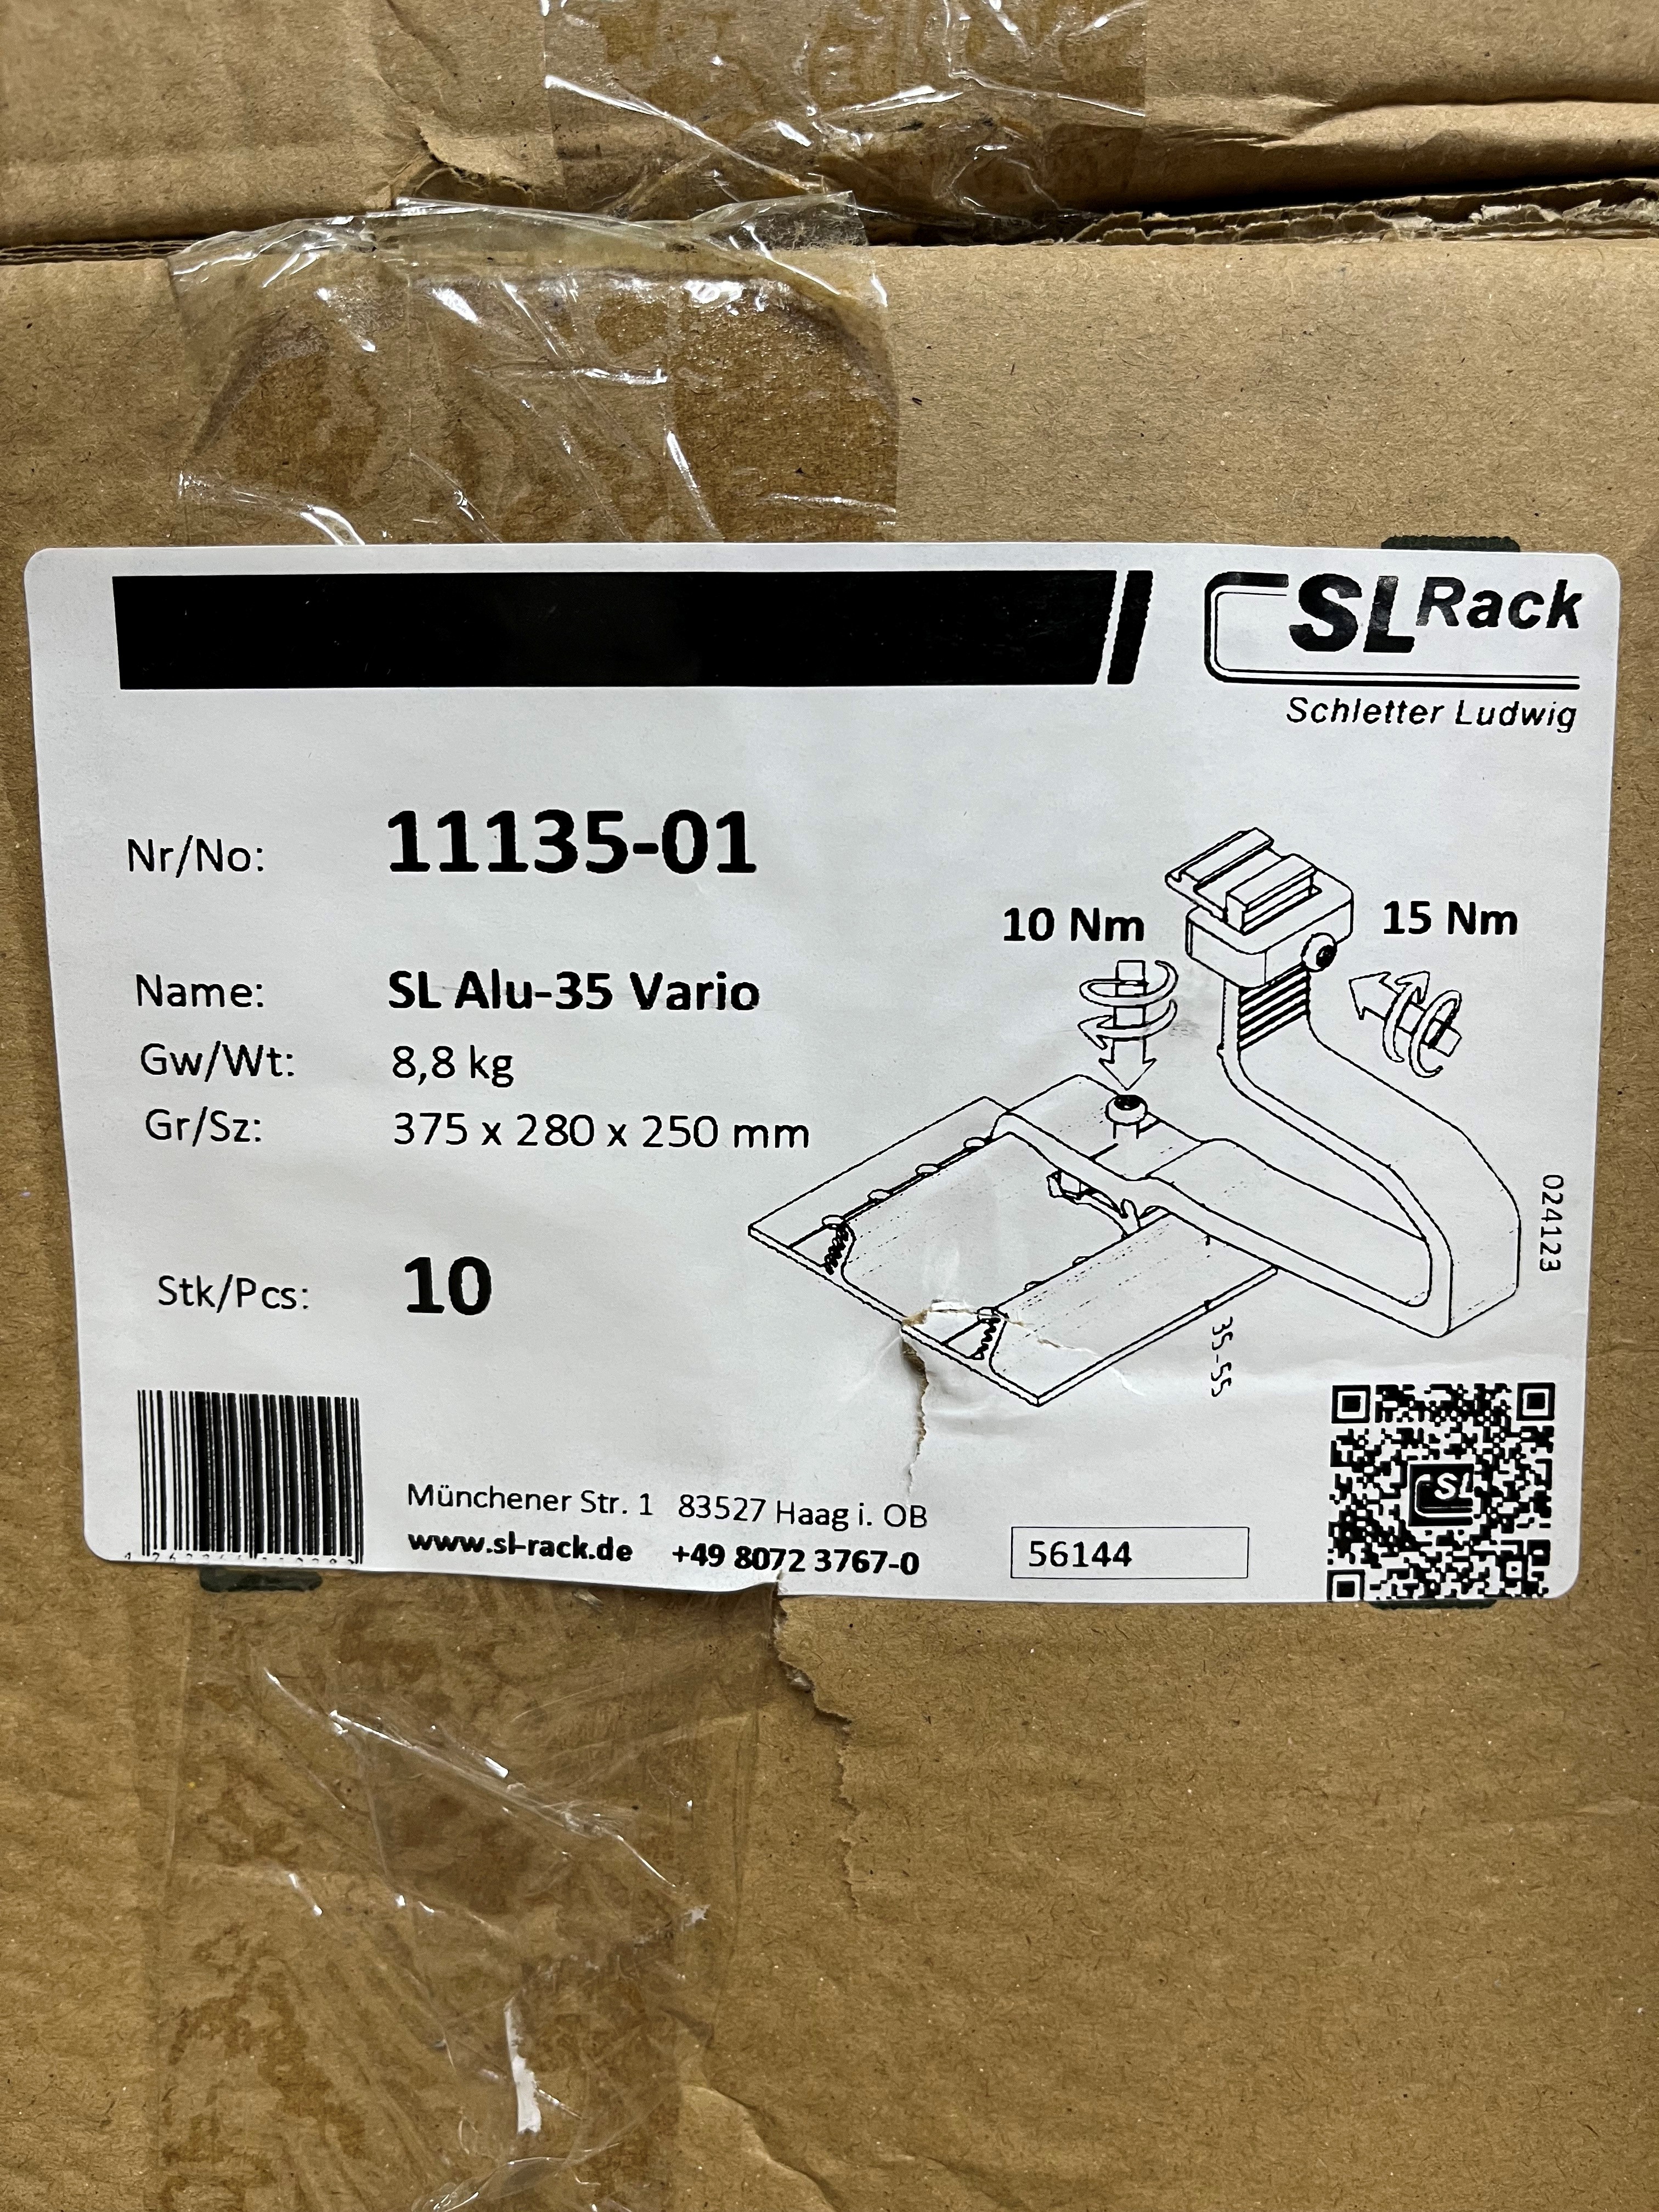 SL Rack
Schletter Ludwig
Nr/No: 11135-01
10 Nm 15 Nm
Name: SL Alu-35 Vario
Gw/Wt: 8,8 kg
Gr/Sz: 375 x 280 x 250 mm
024123
Stk/Pcs: 10
35-55
SL
Münchener Str. 1 83527 Haag i. OB
www.sl-rack.de +49 8072 3767-0
56144